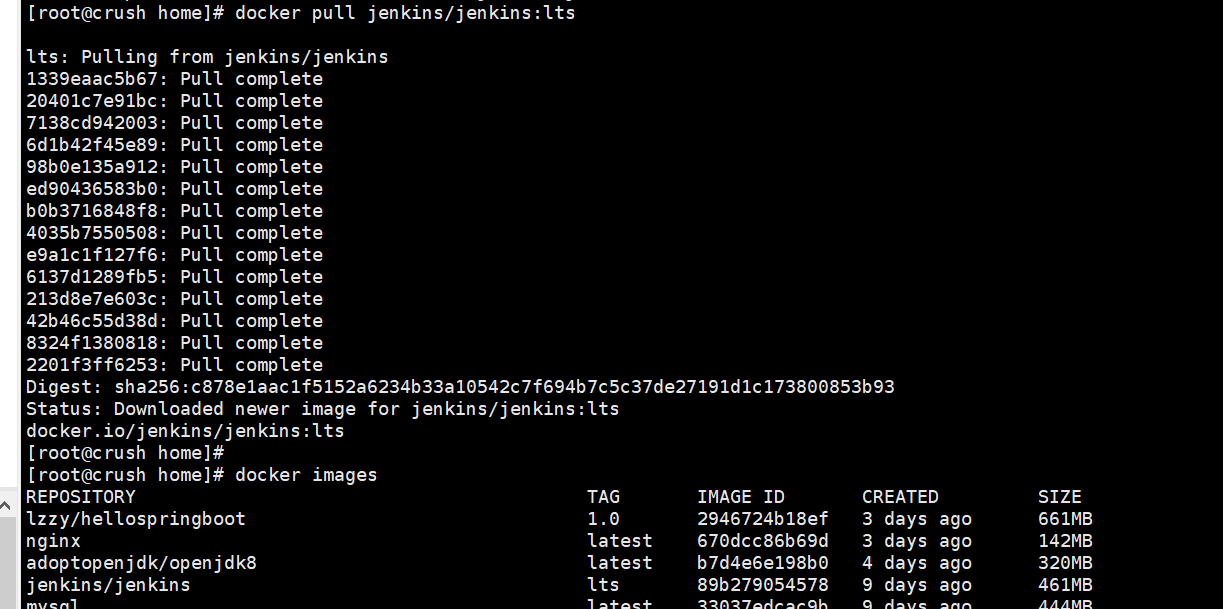 [root@crush home]# docker pull jenkins/jenkins:lts
lts: Pulling from jenkins/jenkins
1339eaac5b67: Pull complete
20401c7e91bc: Pull complete
7138cd942003: Pull complete
6d1b42f45e89: Pull complete
98b0e135a912: Pull complete
ed90436583b0: Pull complete
b0b3716848f8: Pull complete
4035b7550508: Pull complete
e9a1c1f127f6: Pull complete
6137d1289fb5: Pull complete
213d8e7e603c: Pull complete
42b46c55d38d: Pull complete
8324f1380818: Pull complete
2201f3ff6253: Pull complete
Digest: sha256:c878e1aac1f5152a6234b33a10542c7f694b7c5c37de27191d1c173800853b93
Status: Downloaded newer image for jenkins/jenkins:lts
docker.io/jenkins/jenkins:lts
[root@crush home]#
[root@crush home]# docker images
REPOSITORY TAG IMAGE ID CREATED SIZE
lzzy/hellospringboot 1.0 2946724b18ef 3 days ago 661MB
nginx latest 670dcc86b69d 3 days ago 142MB
adoptopenjdk/openjdk8 latest b7d4e6e198b0 4 days ago 320MB
jenkins/jenkins lts 89b279054578 9 days ago 461MB
mysql latest 33037edcac9b 9 days ago 444MB